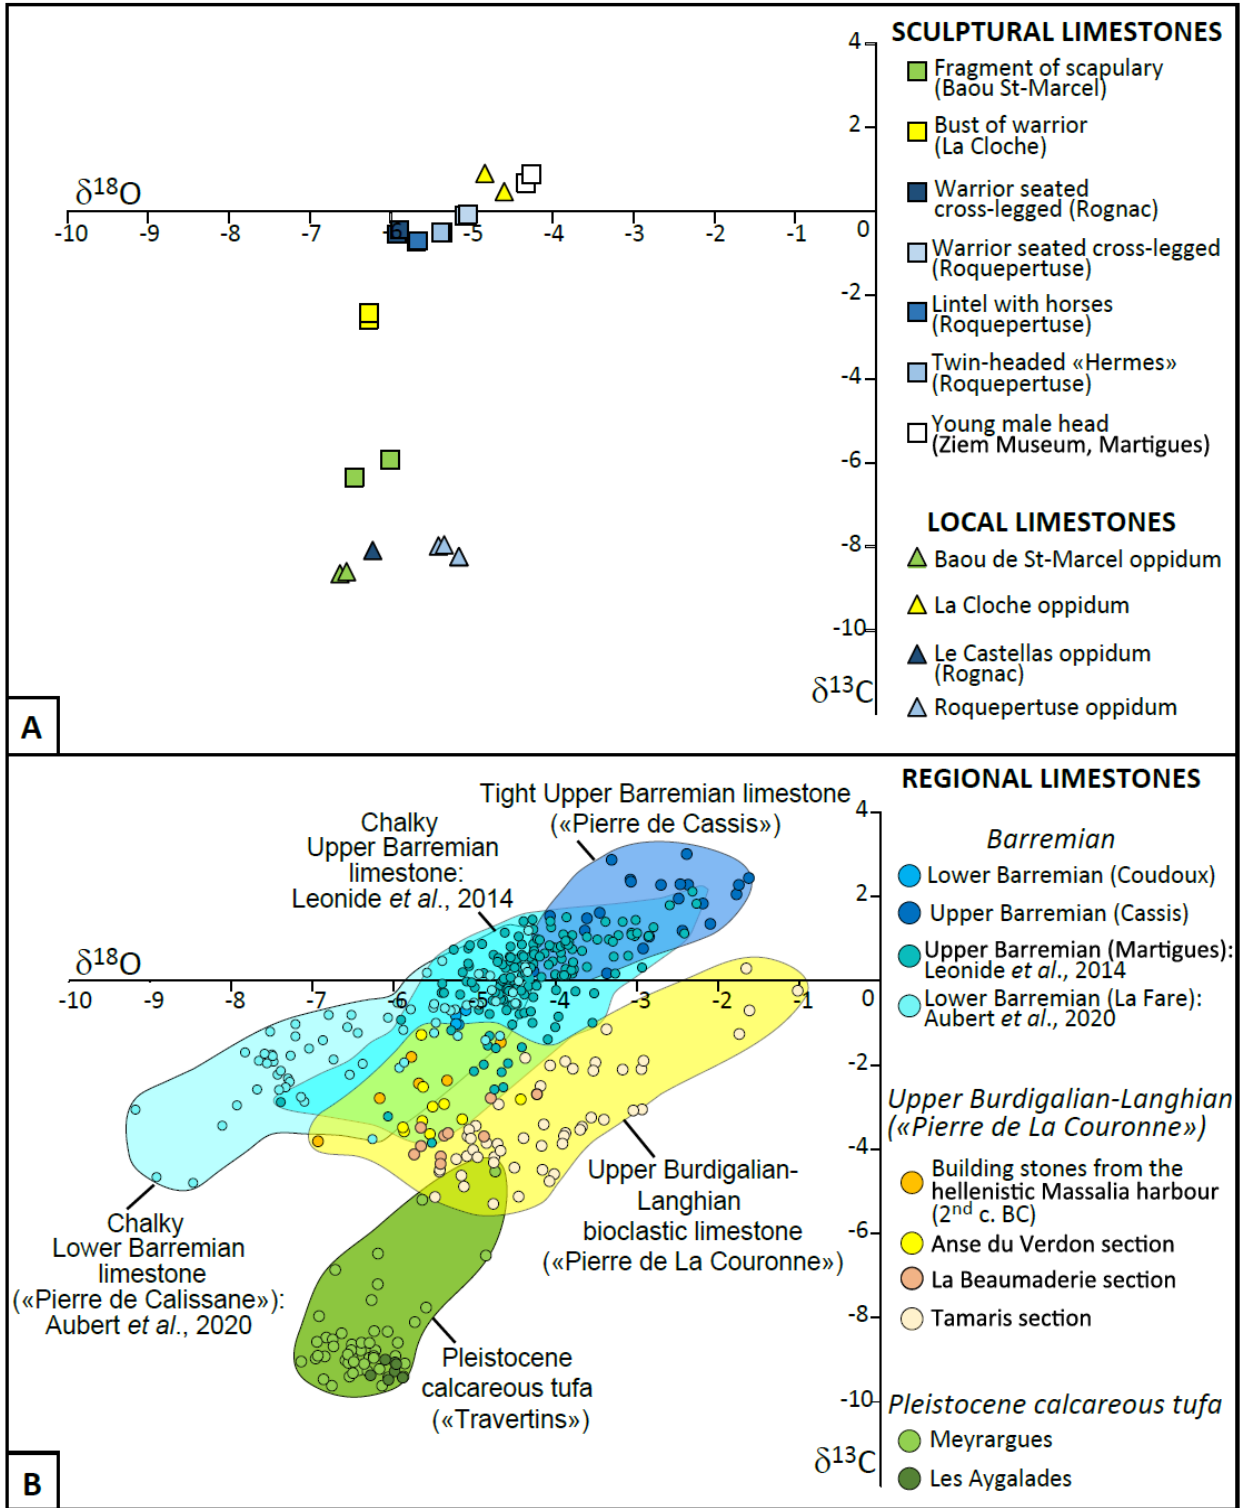 SCULPTURAL LIMESTONES
4
Fragment of scapulary
(Baou St-Marcel)
2
Bust of warrior
(La Cloche)
δ18O
Warrior seated
cross-legged (Rognac)
-10 -9 -8 -7 -6 -5 -4 -3 -2 -1 0
Warrior seated cross-legged
(Roquepertuse)
-2
Lintel with horses
(Roquepertuse)
-4
Twin-headed «Hermes»
(Roquepertuse)
Young male head
(Ziem Museum, Martigues)
-6
LOCAL LIMESTONES
-8
Baou de St-Marcel oppidum
La Cloche oppidum
-10
Le Castellas oppidum
(Rognac)
δ13C
Roquepertuse oppidum
A
REGIONAL LIMESTONES
Tight Upper Barremian limestone
(«Pierre de Cassis»)
4
Chalky
Upper Barremian
limestone:
Leonide et al., 2014
Barremian
Lower Barremian (Coudoux)
2
Upper Barremian (Cassis)
Upper Barremian (Martigues):
Leonide et al., 2014
δ18O
-10 -9 -8 -7 -6 -5 -4 -3 -2 -1 0
Lower Barremian (La Fare):
Aubert et al., 2020
-2
Upper Burdigalian-Langhian
(«Pierre de La Couronne»)
-4
Upper Burdigalian-
Langhian
bioclastic limestone
(«Pierre de La Couronne»)
Building stones from the
hellenistic Massalia harbour
(2nd c. BC)
-6
Chalky
Lower Barremian
limestone
(«Pierre de Calissane»):
Aubert et al., 2020
Anse du Verdon section
La Beaumaderie section
-8
Tamaris section
Pleistocene
calcareous tufa
(«Travertins»)
-10
Pleistocene calcareous tufa
Meyrargues
δ13C
Les Aygalades
B